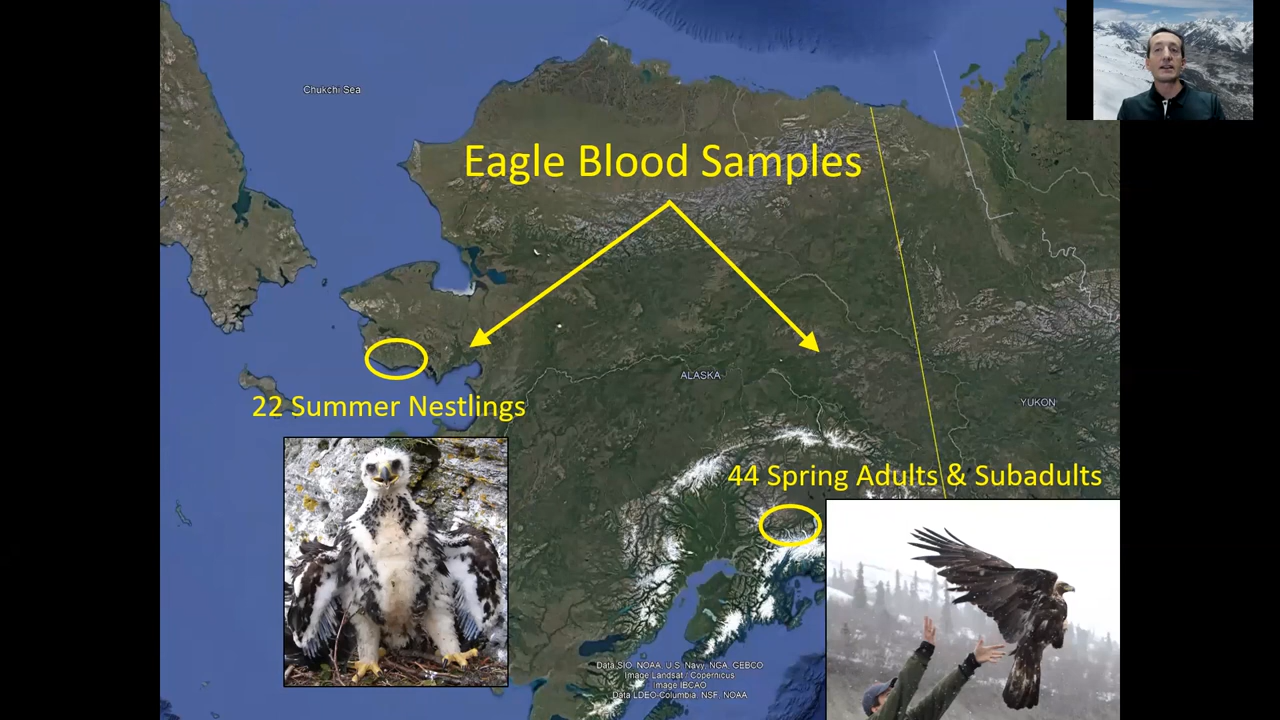 Chukchi Sea
Eagle Blood Samples
ALASKA
YUKON
22 Summer Nestlings
44 Spring Adults & Subadults
Data SIO, NOAA, U.S. Navy, NGA, GEBCO
Image Landsat / Copernicus
Image IBCAO
Data LDEO-Columbia, NSF, NOAA